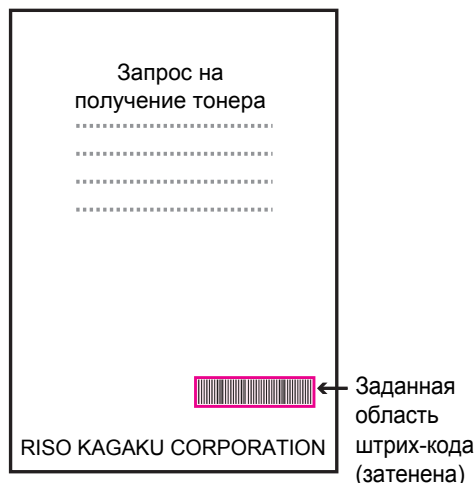 Запрос на
получение тонера
RISO KAGAKU CORPORATION
Заданная
область
штрих-кода
(затенена)